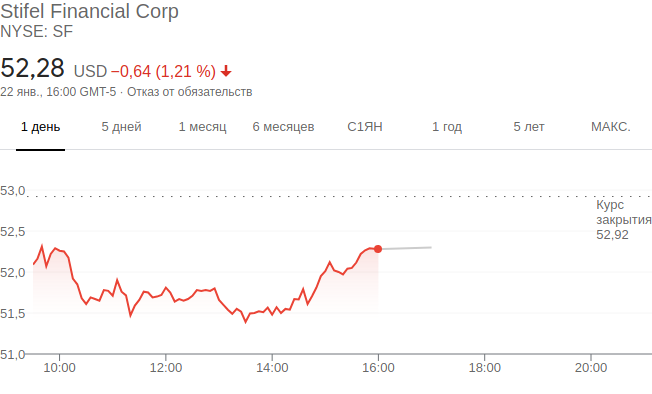 Stifel Financial Corp
NYSE: SF
52,28 USD −0,64 (1,21 %)
22 янв., 16:00 GMT-5 · Отказ от обязательств
1 день 5 дней 1 месяц 6 месяцев С1ЯН 1 год 5 лет МАКС.
53,0
Курс
закрытия
52,92
52,5
52,0
51,5
51,0
10:00 12:00 14:00 16:00 18:00 20:00